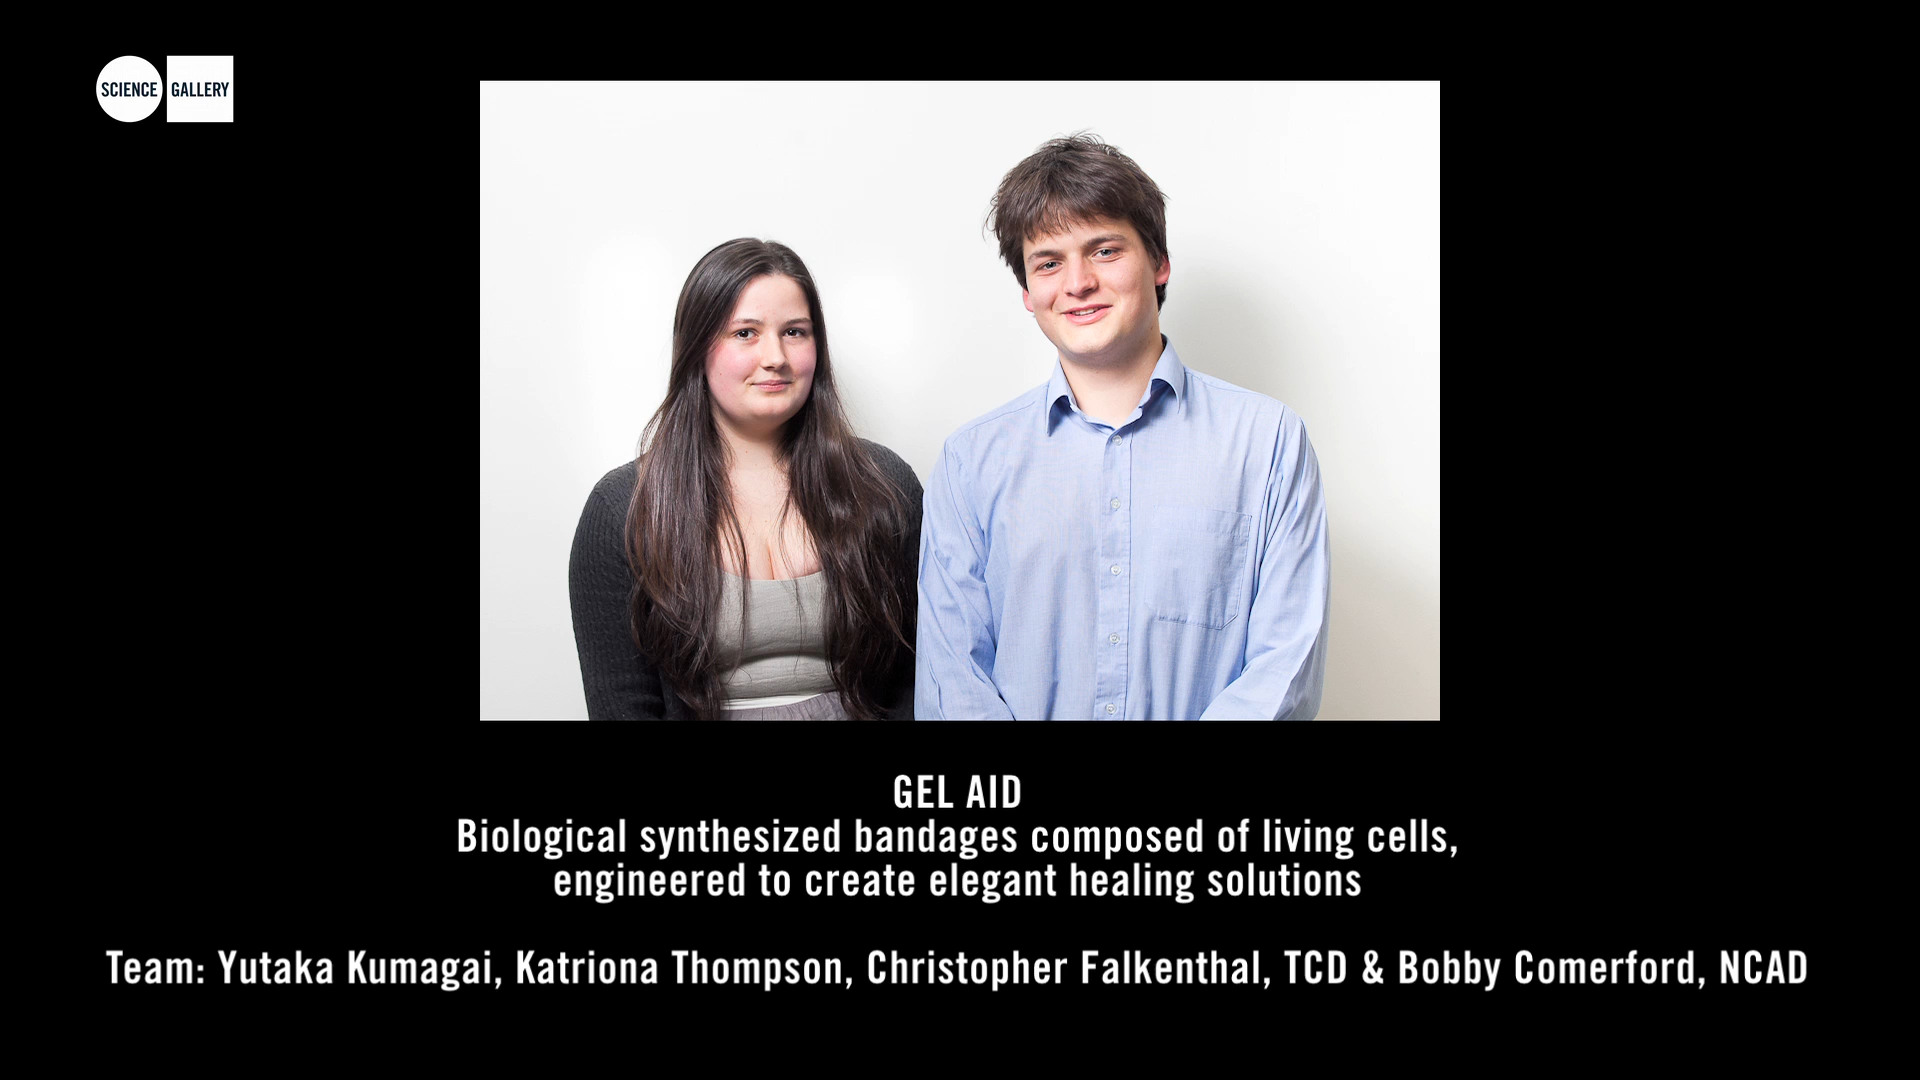 SCIENCE GALLERY
GEL AID
Biological synthesized bandages composed of living cells,
engineered to create elegant healing solutions
Team: Yutaka Kumagai, Katriona Thompson, Christopher Falkenthal, TCD & Bobby Comerford, NCAD